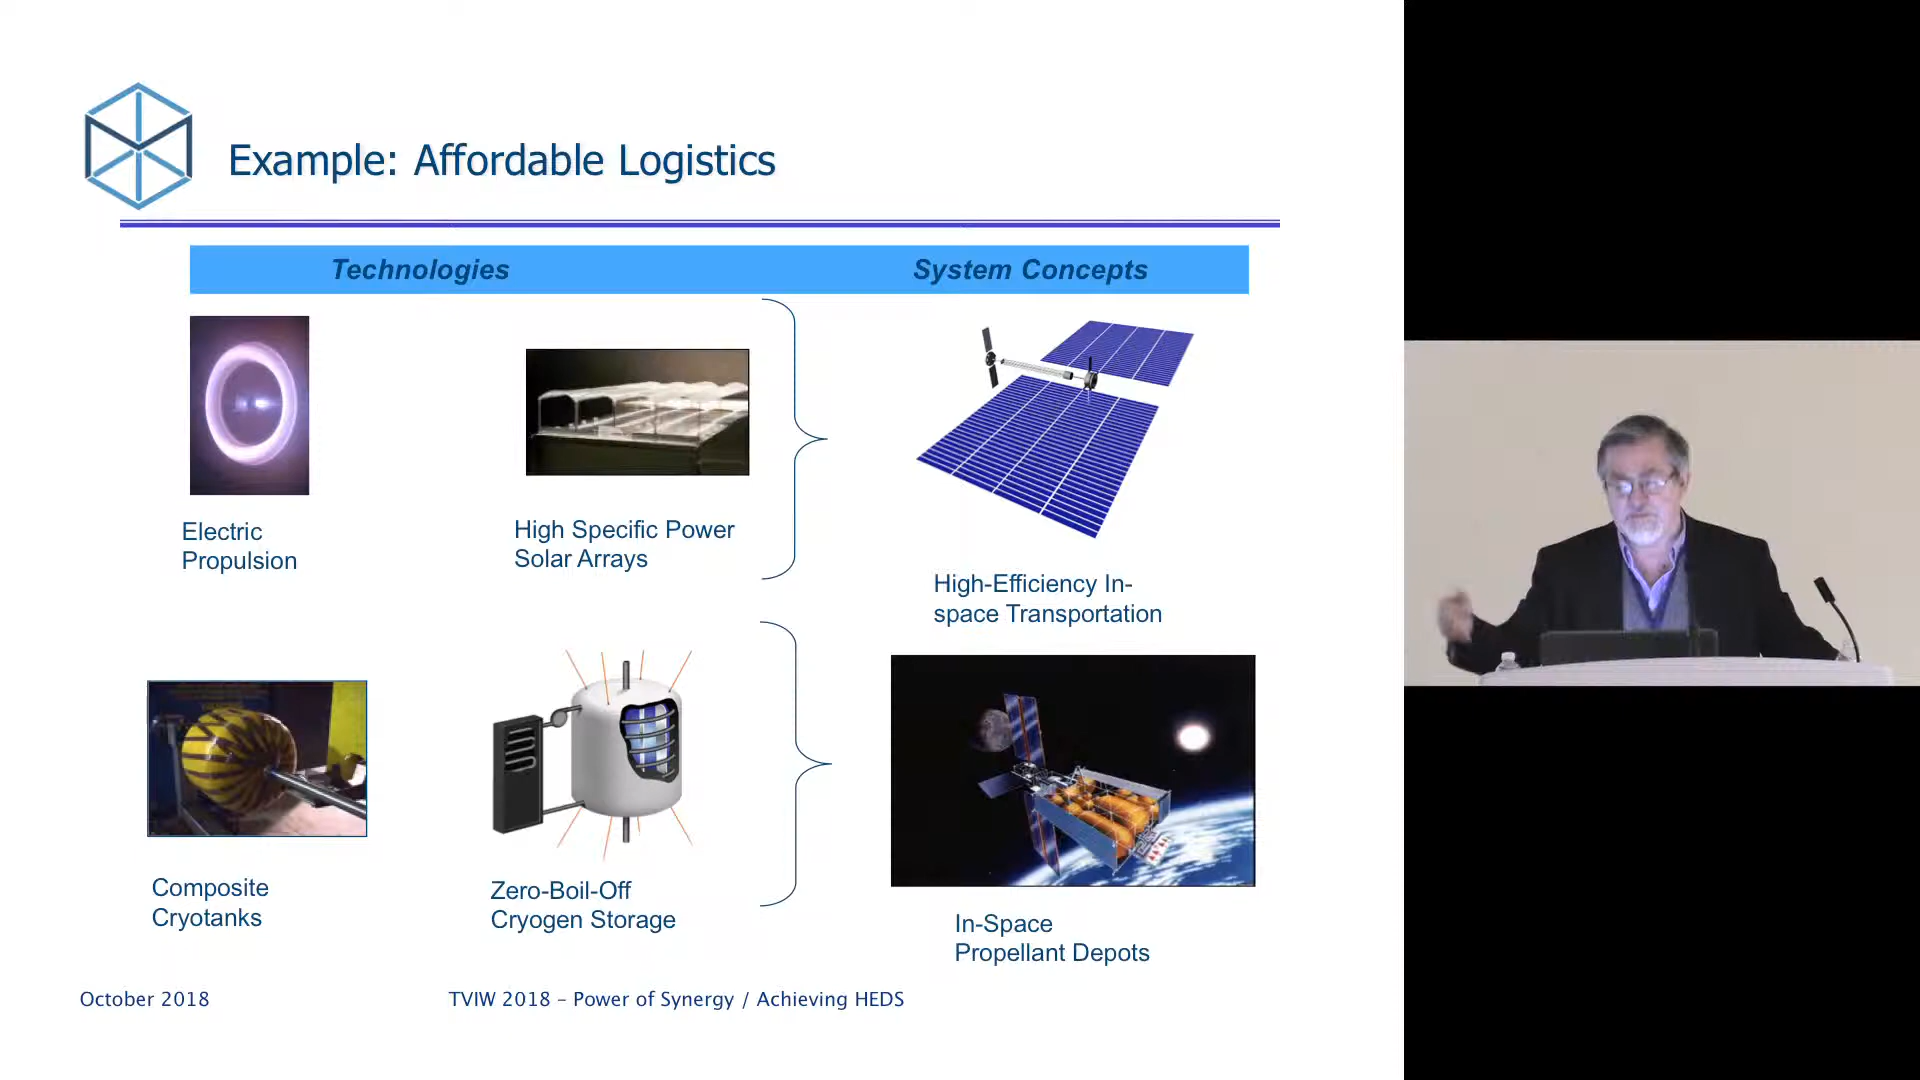 Example: Affordable Logistics
Technologies
System Concepts
Electric
Propulsion
High Specific Power
Solar Arrays
High-Efficiency In-
space Transportation
Composite
Cryotanks
Zero-Boil-Off
Cryogen Storage
In-Space
Propellant Depots
October 2018
TVIW 2018 – Power of Synergy / Achieving HEDS